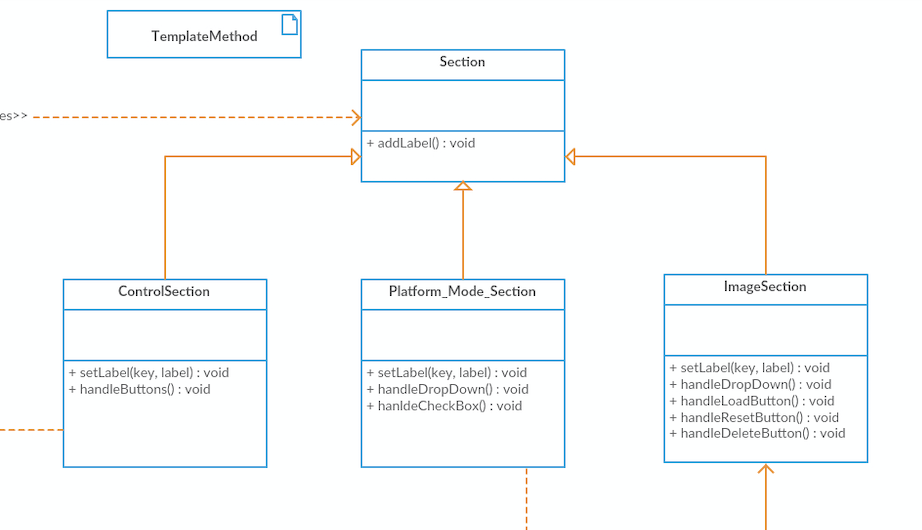 TemplateMethod
Section
es>>
+ addLabel() : void
ControlSection
+ setLabel(key, label) : void
+ handleButtons() : void
Platform_Mode_Section
+ setLabel(key, label) : void
+ handleDropDown() : void
+ hanldeCheckBox() : void
ImageSection
+ setLabel(key, label) : void
+ handleDropDown() : void
+ handleLoadButton() : void
+ handleResetButton() : void
+ handleDeleteButton() : void